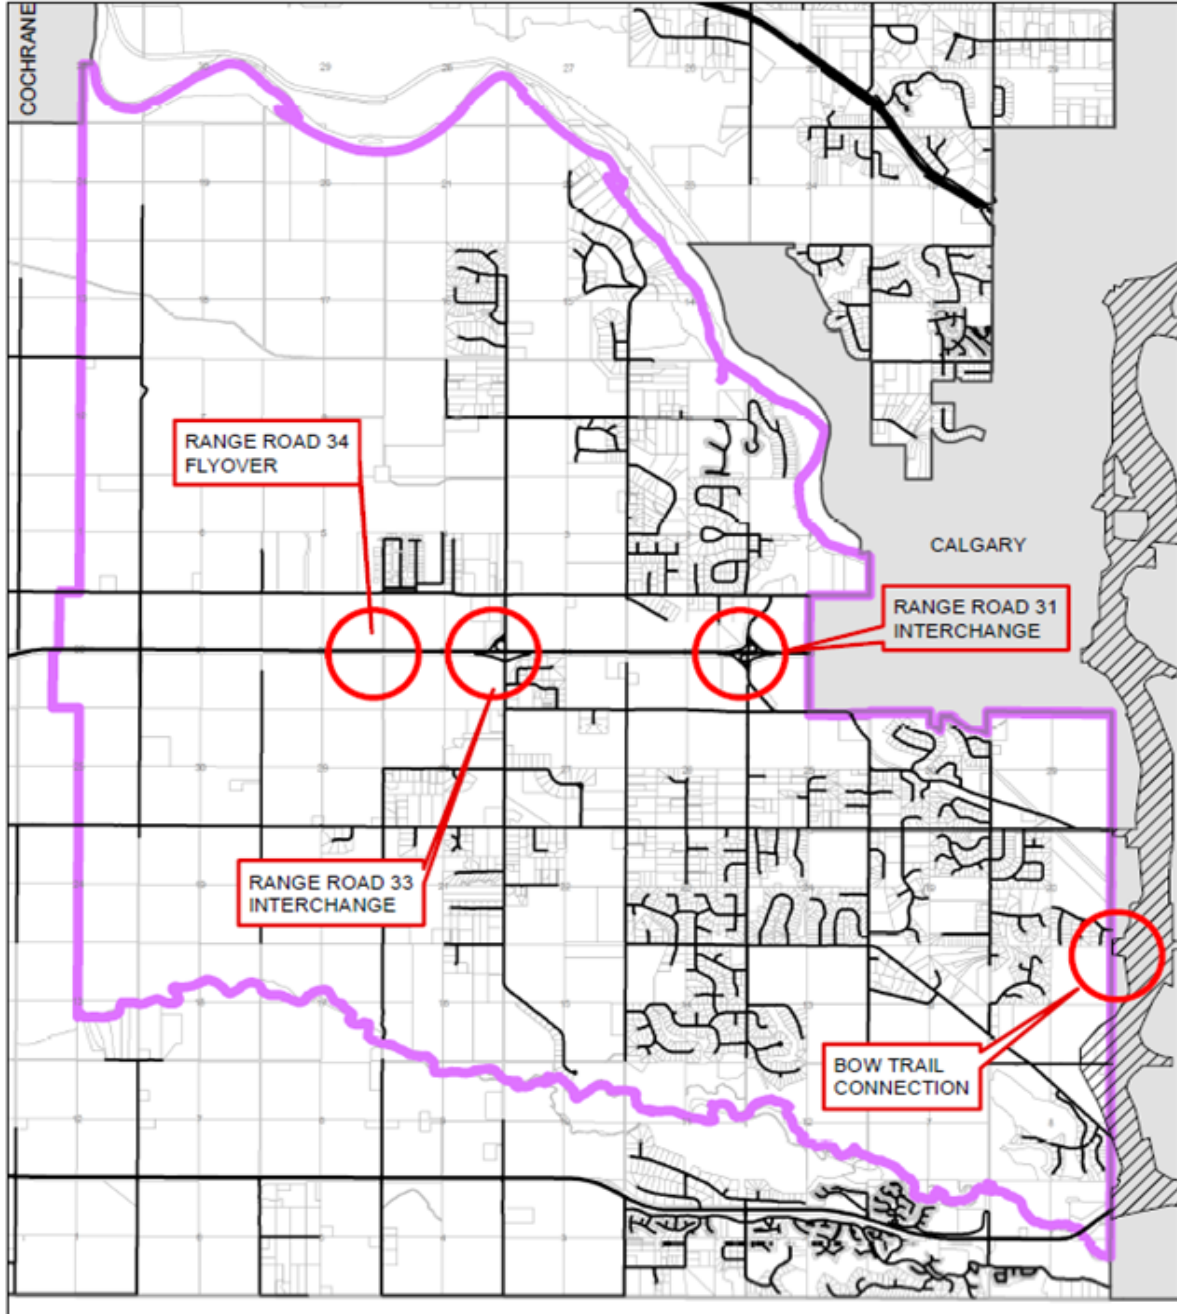 COCHRANE
RANGE ROAD 34
FLYOVER
CALGARY
RANGE ROAD 31
INTERCHANGE
RANGE ROAD 33
INTERCHANGE
BOW TRAIL
CONNECTION